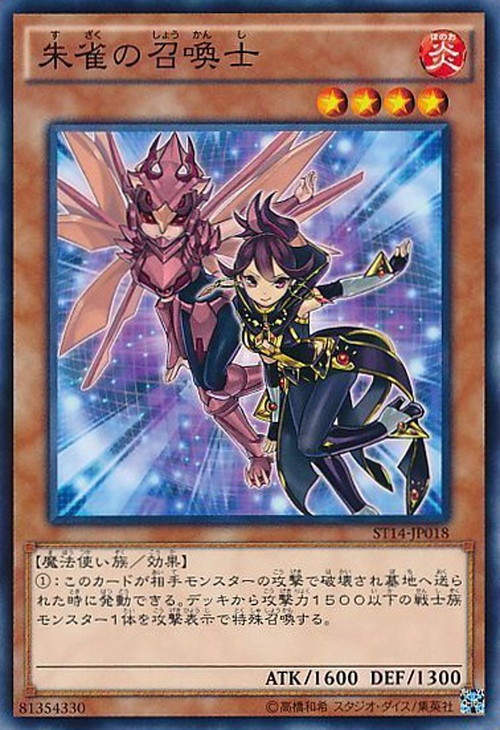 朱雀の召喚士
炎
ST14-JP018
【魔法使い族／効果】
①：このカードが相手モンスターの攻撃で破壊され墓地へ送ら
れた時に発動できる。デッキから攻撃力１５００以下の戦士族
モンスター１体を攻撃表示で特殊召喚する。
ATK/1600 DEF/1300
81354330
©高橋和希 スタジオ・ダイス/集英社